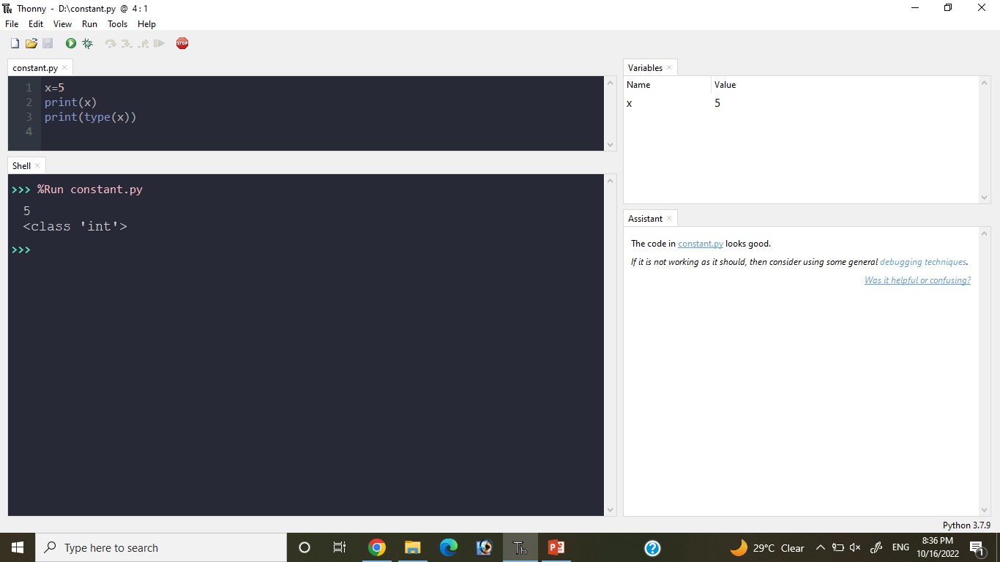 Thonny - D:\constant.py @ 4 : 1
File Edit View Run Tools Help
STOP
constant.py
1 x=5
2 print(x)
3 print(type(x))
4
Shell
>>> %Run constant.py
5
<class 'int'>
>>>
Variables
Name Value
x 5
Assistant
The code in constant.py looks good.
If it is not working as it should, then consider using some general debugging techniques.
Was it helpful or confusing?
Python 3.7.9
Type here to search
29°C Clear
ENG
8:36 PM
10/16/2022
1